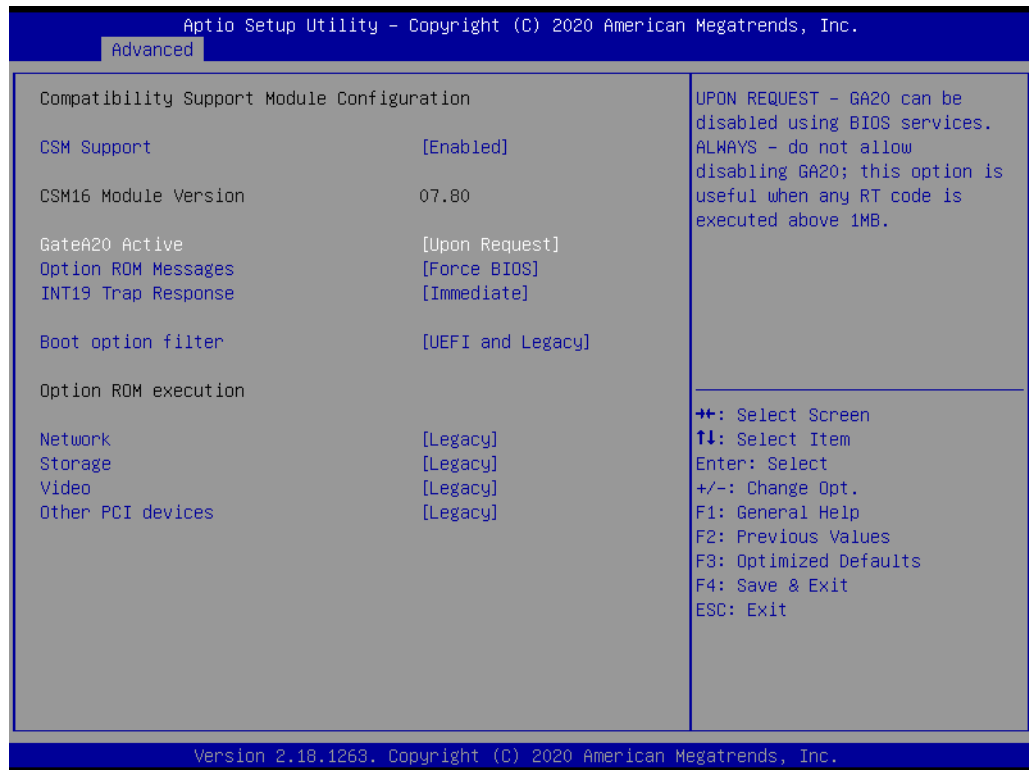 Aptio Setup Utility – Copyright (C) 2020 American Megatrends, Inc.
Advanced
Compatibility Support Module Configuration
CSM Support [Enabled]
CSM16 Module Version 07.80
GateA20 Active [Upon Request]
Option ROM Messages [Force BIOS]
INT19 Trap Response [Immediate]
Boot option filter [UEFI and Legacy]
Option ROM execution
Network [Legacy]
Storage [Legacy]
Video [Legacy]
Other PCI devices [Legacy]
UPON REQUEST – GA20 can be
disabled using BIOS services.
ALWAYS – do not allow
disabling GA20; this option is
useful when any RT code is
executed above 1MB.
→←: Select Screen
↑↓: Select Item
Enter: Select
+/–: Change Opt.
F1: General Help
F2: Previous Values
F3: Optimized Defaults
F4: Save & Exit
ESC: Exit
Version 2.18.1263. Copyright (C) 2020 American Megatrends, Inc.